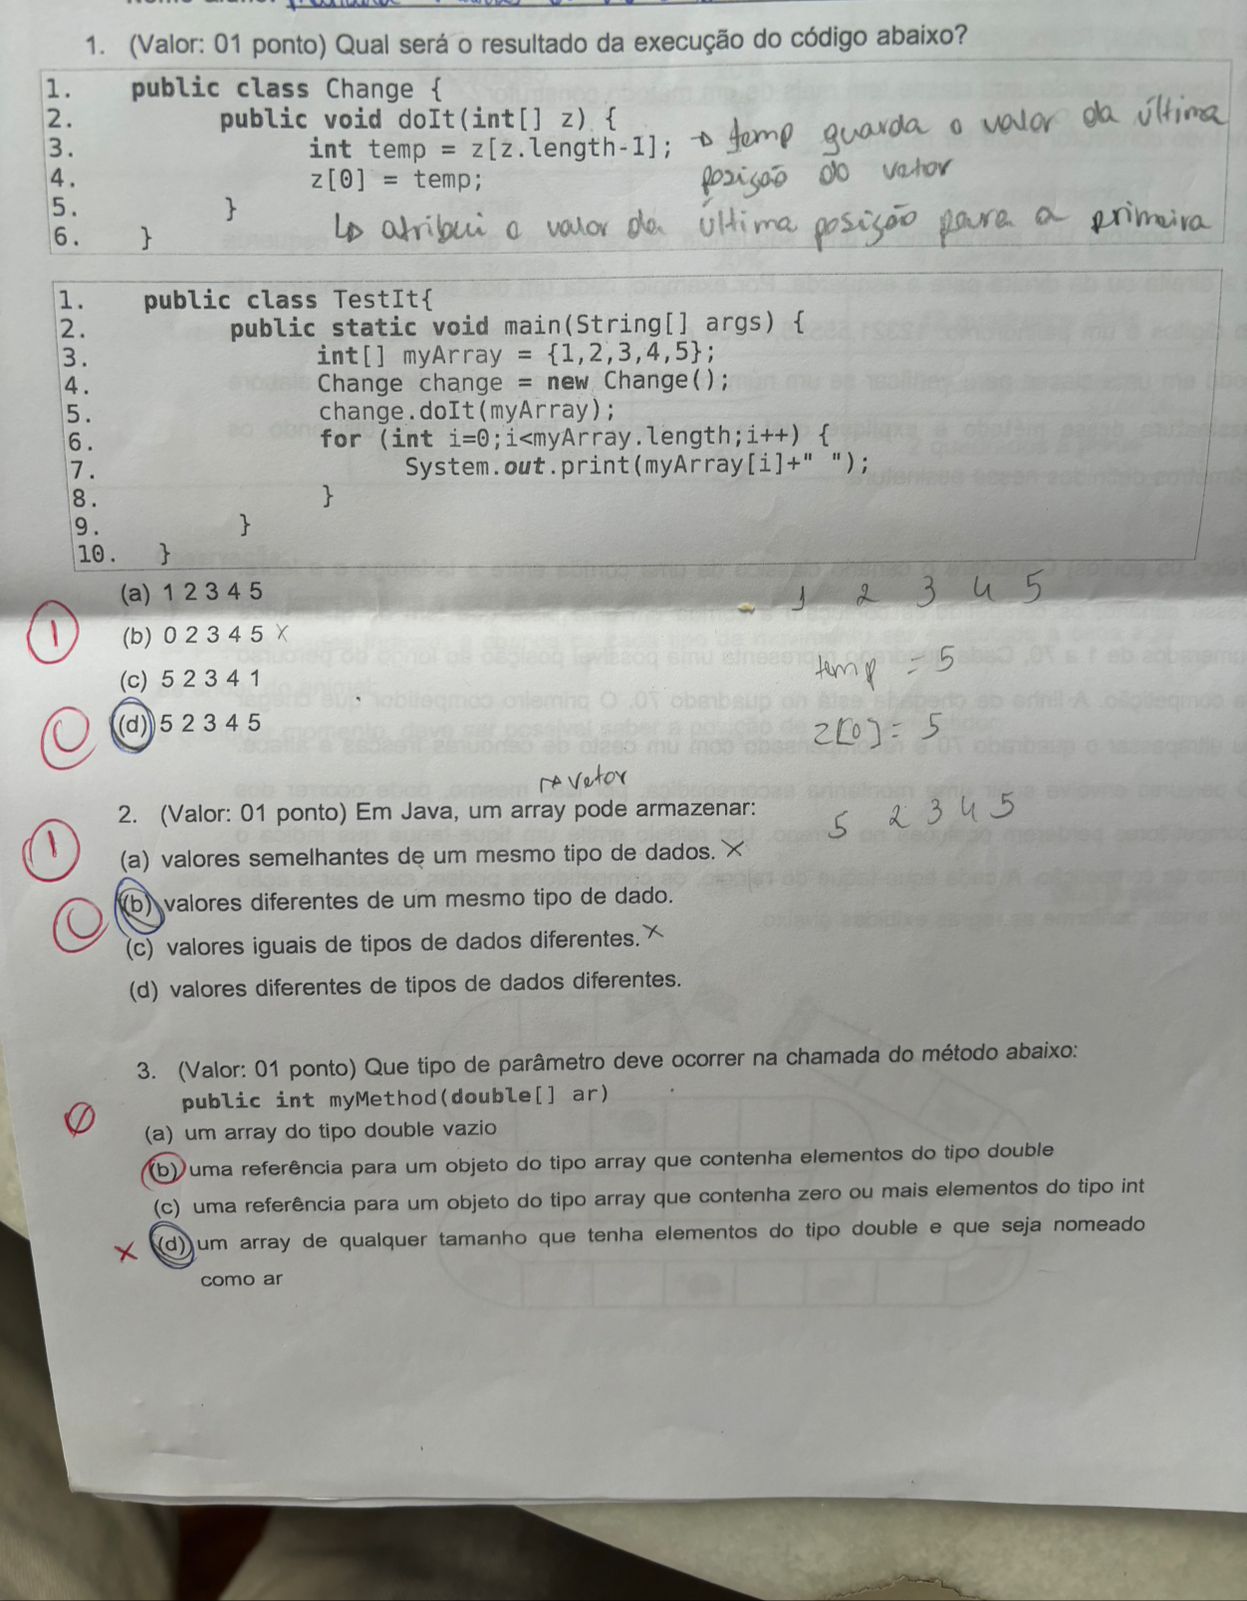 1. (Valor: 01 ponto) Qual será o resultado da execução do código abaixo?
1. public class Change {
2. public void doIt(int[] z) {
3. int temp = z[z.length-1]; → temp guarda o valor da última
4. z[0] = temp; posição do vetor
5. }
6. } ↳ atribui o valor da última posição para a primeira
1. public class TestIt{
2. public static void main(String[] args) {
3. int[] myArray = {1,2,3,4,5};
4. Change change = new Change();
5. change.doIt(myArray);
6. for (int i=0;i<myArray.length;i++) {
7. System.out.print(myArray[i]+" ");
8. }
9. }
10. }
(a) 1 2 3 4 5
1 2 3 4 5
1 (b) 0 2 3 4 5 X
temp = 5
(c) 5 2 3 4 1
C (d) 5 2 3 4 5
z[0] = 5
→ vetor
2. (Valor: 01 ponto) Em Java, um array pode armazenar:
5 2 3 4 5
1 (a) valores semelhantes de um mesmo tipo de dados. X
C (b) valores diferentes de um mesmo tipo de dado.
(c) valores iguais de tipos de dados diferentes. X
(d) valores diferentes de tipos de dados diferentes.
3. (Valor: 01 ponto) Que tipo de parâmetro deve ocorrer na chamada do método abaixo:
public int myMethod(double[] ar)
Ø (a) um array do tipo double vazio
(b) uma referência para um objeto do tipo array que contenha elementos do tipo double
(c) uma referência para um objeto do tipo array que contenha zero ou mais elementos do tipo int
X (d) um array de qualquer tamanho que tenha elementos do tipo double e que seja nomeado
como ar